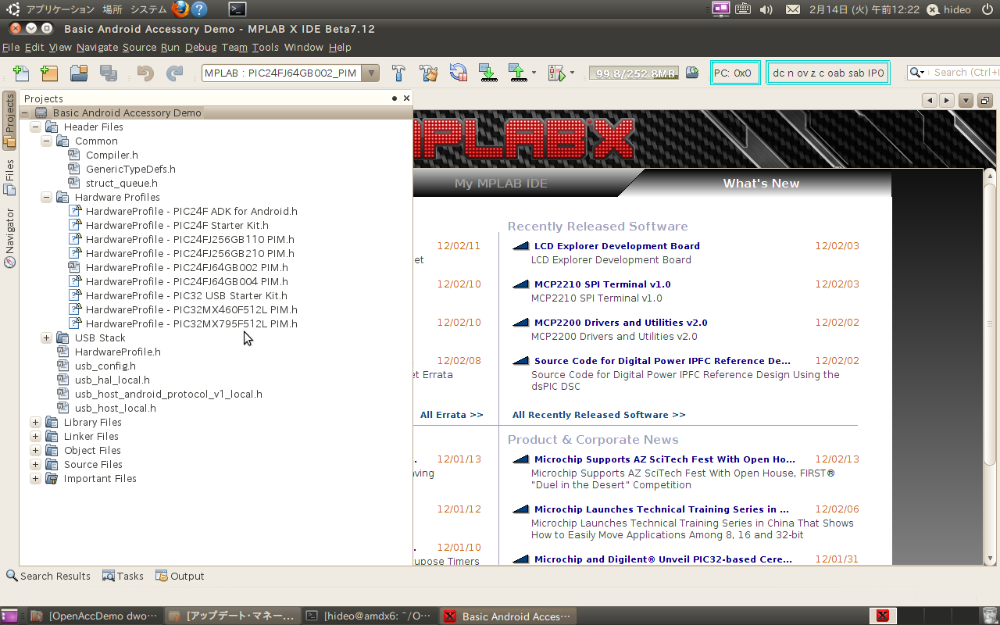 アプリケーション 場所 システム 2月14日 (火) 午前12:22 hideo
Basic Android Accessory Demo - MPLAB X IDE Beta7.12
File Edit View Navigate Source Run Debug Team Tools Window Help
MPLAB : PIC24FJ64GB002_PIM 99.8/252.8MB PC: 0x0 dc n ov z c oab sab IP0 Search (Ctrl+I
Projects
Files
Navigator
Projects
Basic Android Accessory Demo
Header Files
Common
Compiler.h
GenericTypeDefs.h
struct_queue.h
Hardware Profiles
HardwareProfile - PIC24F ADK for Android.h
HardwareProfile - PIC24F Starter Kit.h
HardwareProfile - PIC24FJ256GB110 PIM.h
HardwareProfile - PIC24FJ256GB210 PIM.h
HardwareProfile - PIC24FJ64GB002 PIM.h
HardwareProfile - PIC24FJ64GB004 PIM.h
HardwareProfile - PIC32 USB Starter Kit.h
HardwareProfile - PIC32MX460F512L PIM.h
HardwareProfile - PIC32MX795F512L PIM.h
USB Stack
HardwareProfile.h
usb_config.h
usb_hal_local.h
usb_host_android_protocol_v1_local.h
usb_host_local.h
Library Files
Linker Files
Object Files
Source Files
Important Files
MPLAB X
My MPLAB IDE What's New
12/02/11
et
12/02/10
12/02/10
12/02/08
et Errata
All Errata >>
12/01/13
aving
12/01/12
12/01/10
upose Timers
Recently Released Software
LCD Explorer Development Board 12/02/03
LCD Explorer Development Board
MCP2210 SPI Terminal v1.0 12/02/03
MCP2210 SPI Terminal v1.0
MCP2200 Drivers and Utilities v2.0 12/02/02
MCP2200 Drivers and Utilities v2.0
Source Code for Digital Power IPFC Reference De... 12/02/02
Source Code for Digital Power IPFC Reference Design Using the
dsPIC DSC
All Recently Released Software >>
Product & Corporate News
Microchip Supports AZ SciTech Fest With Open Ho... 12/02/13
Microchip Supports AZ SciTech Fest With Open House, FIRST®
"Duel in the Desert" Competition
Microchip Launches Technical Training Series in ... 12/02/06
Microchip Launches Technical Training Series in China That Shows
How to Easily Move Applications Among 8, 16 and 32-bit
Microchip and Digilent® Unveil PIC32-based Cere... 12/01/31
Search Results Tasks Output
[OpenAccDemo dwo... [アップデート・マネー... [hideo@amdx6: ~/O... Basic Android Acces...